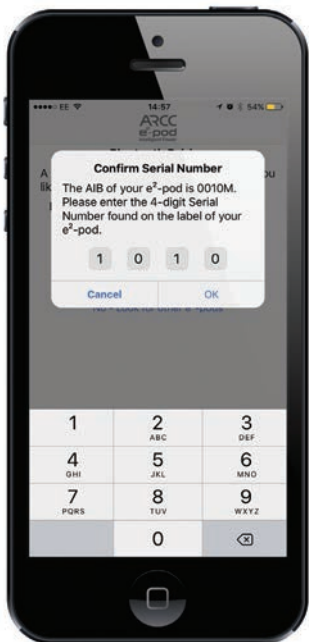 EE 14:57 54%
ARCC
e²-pod
Confirm Serial Number
The AIB of your e²-pod is 0010M.
Please enter the 4-digit Serial
Number found on the label of your
e²-pod.
1 0 1 0
Cancel OK
1 2 3
ABC DEF
4 5 6
GHI JKL MNO
7 8 9
PQRS TUV WXYZ
0